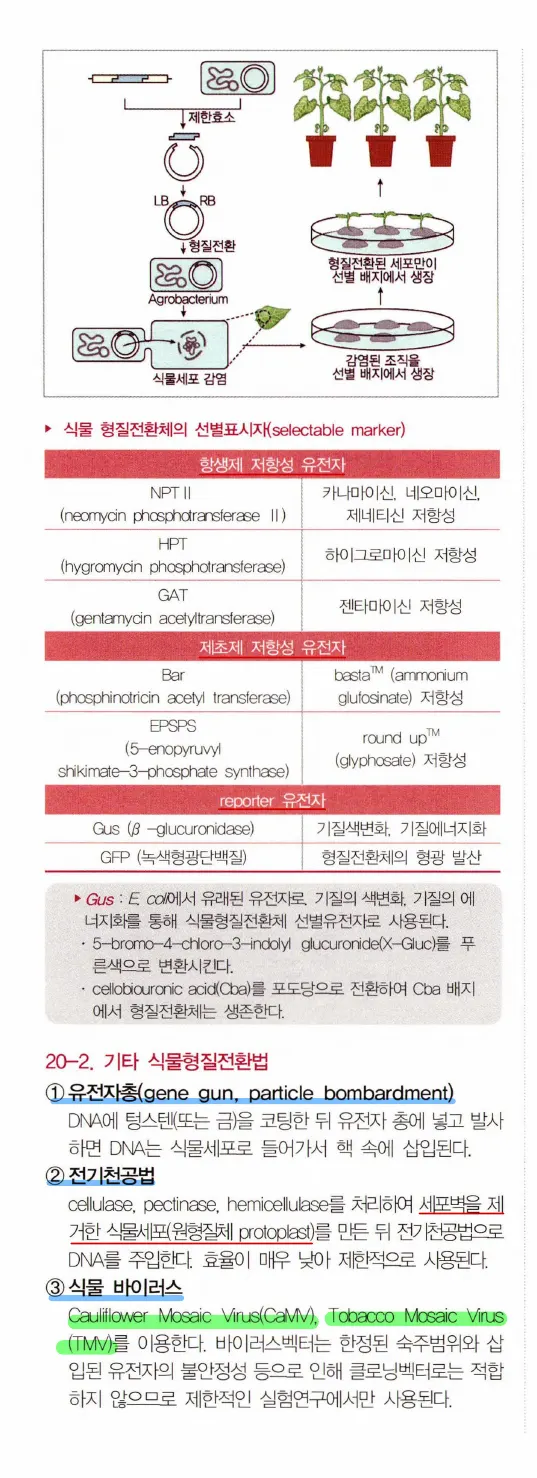 제한효소
LB RB
형질전환
Agrobacterium
식물세포 감염
형질전환된 세포만이
선별 배지에서 생장
감염된 조직을
선별 배지에서 생장
▶ 식물 형질전환체의 선별표시자(selectable marker)
항생제 저항성 유전자
NPT II
(neomycin phosphotransferase II)
카나마이신, 네오마이신,
제네티신 저항성
HPT
(hygromycin phosphotransferase)
하이그로마이신 저항성
GAT
(gentamycin acetyltransferase)
젠타마이신 저항성
제초제 저항성 유전자
Bar
(phosphinotricin acetyl transferase)
basta™ (ammonium
glufosinate) 저항성
EPSPS
(5-enopyruvyl
shikimate-3-phosphate synthase)
round up™
(glyphosate) 저항성
reporter 유전자
Gus (β -glucuronidase)
기질색변화, 기질에너지화
GFP (녹색형광단백질)
형질전환체의 형광 발산
▶ Gus : E. coli에서 유래된 유전자로, 기질의 색변화, 기질의 에
너지화를 통해 식물형질전환체 선별유전자로 사용된다.
· 5-bromo-4-chloro-3-indolyl glucuronide(X-Gluc)를 푸
른색으로 변환시킨다.
· cellobiouronic acid(Cba)를 포도당으로 전환하여 Cba 배지
에서 형질전환체는 생존한다.
20-2. 기타 식물형질전환법
① 유전자총(gene gun, particle bombardment)
DNA에 텅스텐(또는 금)을 코팅한 뒤 유전자 총에 넣고 발사
하면 DNA는 식물세포로 들어가서 핵 속에 삽입된다.
② 전기천공법
cellulase, pectinase, hemicellulase를 처리하여 세포벽을 제
거한 식물세포(원형질체 protoplast)를 만든 뒤 전기천공법으로
DNA를 주입한다. 효율이 매우 낮아 제한적으로 사용된다.
③ 식물 바이러스
Cauliflower Mosaic Virus(CaMV), Tobacco Mosaic Virus
(TMV)를 이용한다. 바이러스벡터는 한정된 숙주범위와 삽
입된 유전자의 불안정성 등으로 인해 클로닝벡터로는 적합
하지 않으므로 제한적인 실험연구에서만 사용된다.